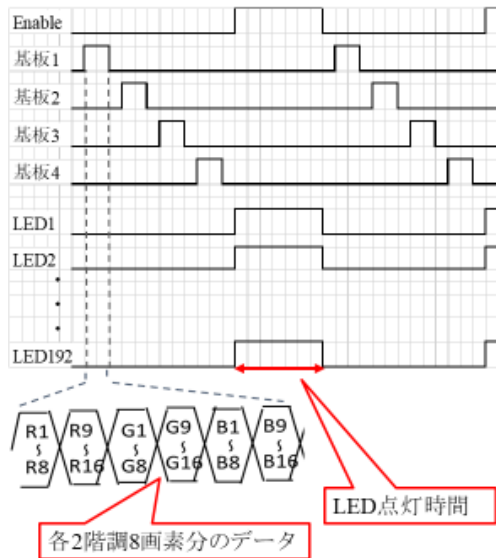 Enable
基板1
基板2
基板3
基板4
LED1
LED2
・
・
・
LED192
R1
〜
R8
R9
〜
R16
G1
〜
G8
G9
〜
G16
B1
〜
B8
B9
〜
B16
LED点灯時間
各2階調8画素分のデータ